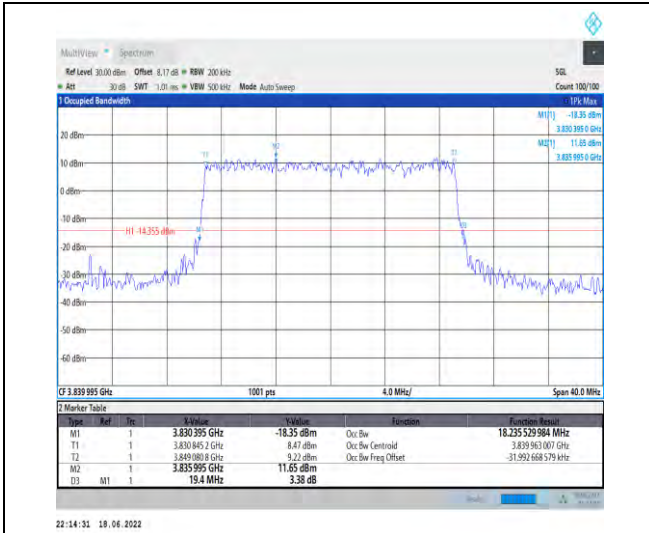 MultiView Spectrum
Ref Level 30.00 dBm Offset 8.17 dB RBW 200 kHz SGL
Att 30 dB SWT 1.01 ms VBW 500 kHz Mode Auto Sweep Count 100/100
1 Occupied Bandwidth 1Pk Max
M1[1] -18.35 dBm
3.830 395 0 GHz
M2[1] 11.65 dBm
3.835 995 0 GHz
20 dBm
M2
T1 T2
10 dBm
0 dBm
-10 dBm
H1 -14.355 dBm
-20 dBm
-30 dBm
-40 dBm
-50 dBm
-60 dBm
CF 3.839 995 GHz 1001 pts 4.0 MHz/ Span 40.0 MHz
2 Marker Table
Type Ref Trc X-Value Y-Value Function Function Result
M1 1 3.830 395 GHz -18.35 dBm Occ Bw 18.235 529 984 MHz
T1 1 3.830 845 2 GHz 8.47 dBm Occ Bw Centroid 3.839 963 007 GHz
T2 1 3.849 080 8 GHz 9.22 dBm Occ Bw Freq Offset -31.992 668 579 kHz
M2 1 3.835 995 GHz 11.65 dBm
D3 M1 1 19.4 MHz 3.38 dB
22:14:31 18.06.2022